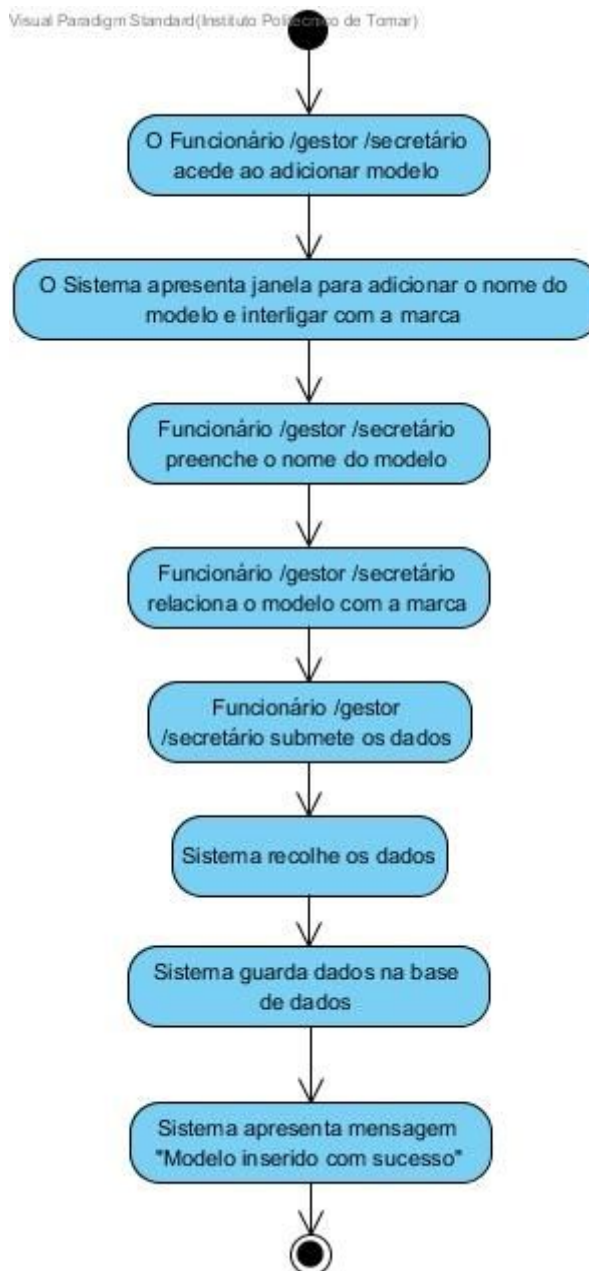 Visual Paradigm Standard(Instituto Politécnico de Tomar)
O Funcionário /gestor /secretário
acede ao adicionar modelo
O Sistema apresenta janela para adicionar o nome do
modelo e interligar com a marca
Funcionário /gestor /secretário
preenche o nome do modelo
Funcionário /gestor /secretário
relaciona o modelo com a marca
Funcionário /gestor
/secretário submete os dados
Sistema recolhe os dados
Sistema guarda dados na base
de dados
Sistema apresenta mensagem
"Modelo inserido com sucesso"